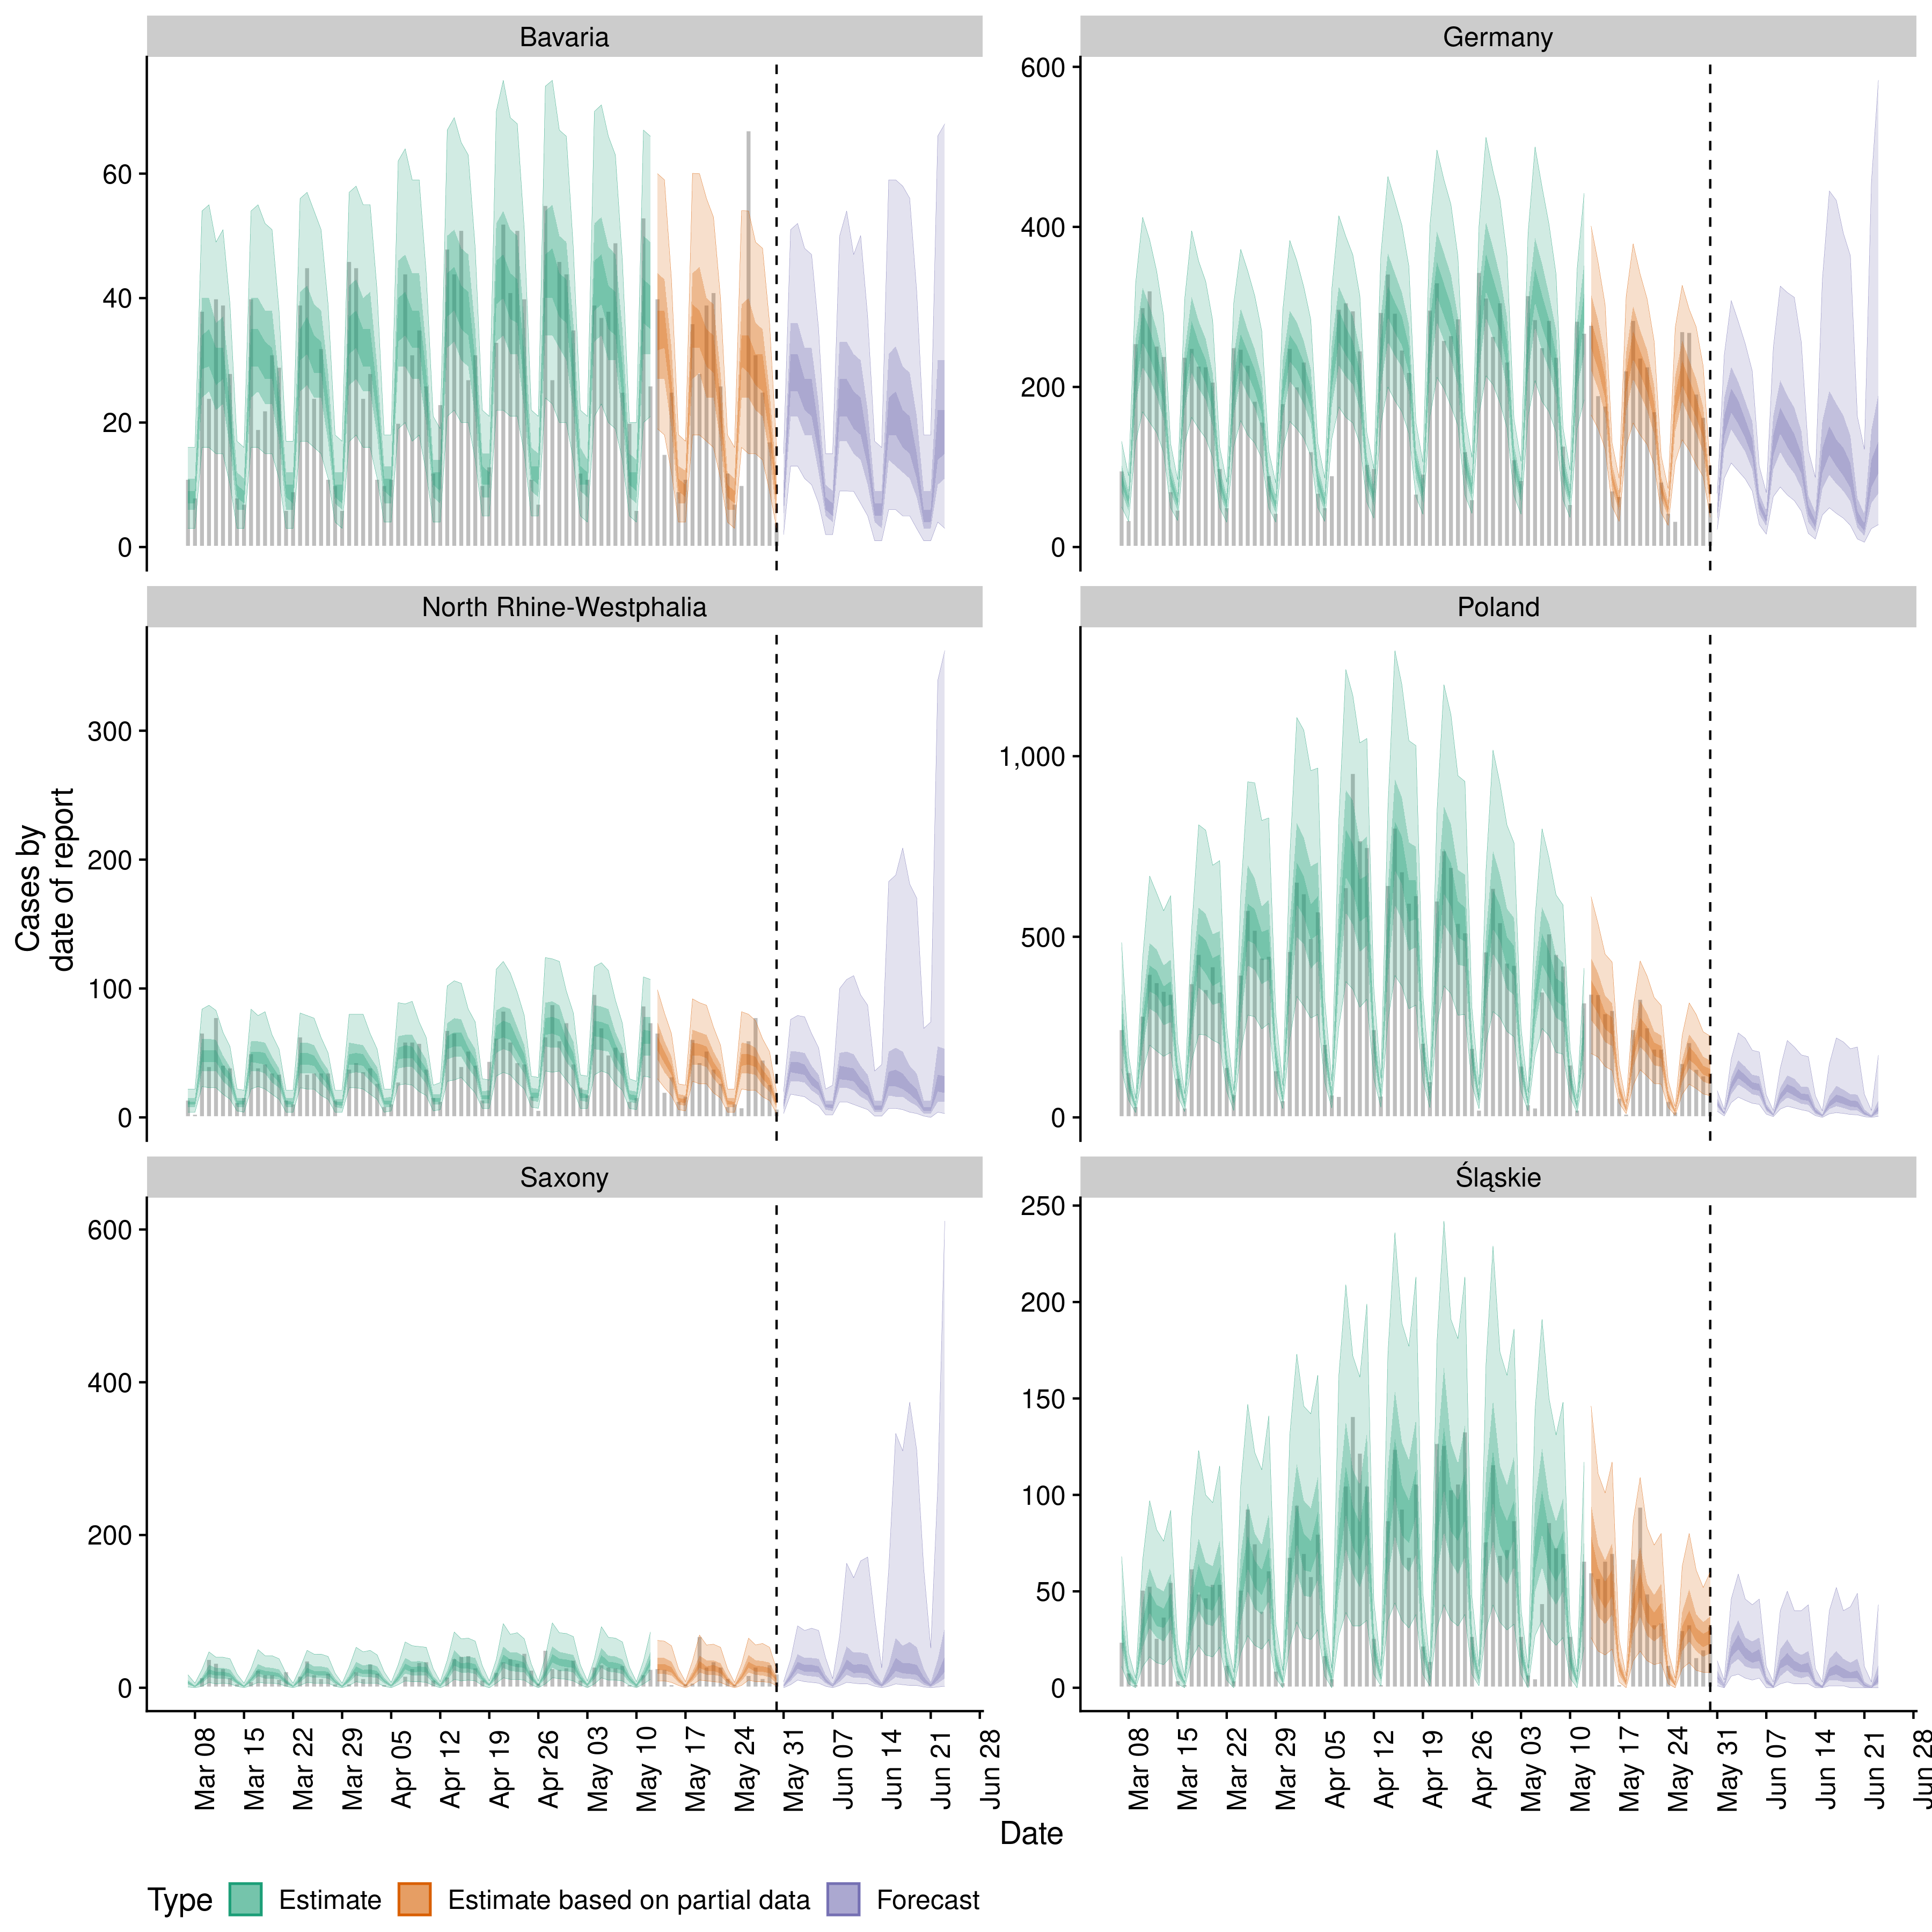 Bavaria
Germany
60
40
20
0
600
400
200
0
North Rhine-Westphalia
Poland
300
200
100
0
1,000
500
0
Cases by
date of report
Saxony
Śląskie
600
400
200
0
250
200
150
100
50
0
Mar 08
Mar 15
Mar 22
Mar 29
Apr 05
Apr 12
Apr 19
Apr 26
May 03
May 10
May 17
May 24
May 31
Jun 07
Jun 14
Jun 21
Jun 28
Mar 08
Mar 15
Mar 22
Mar 29
Apr 05
Apr 12
Apr 19
Apr 26
May 03
May 10
May 17
May 24
May 31
Jun 07
Jun 14
Jun 21
Jun 28
Date
Type Estimate Estimate based on partial data Forecast